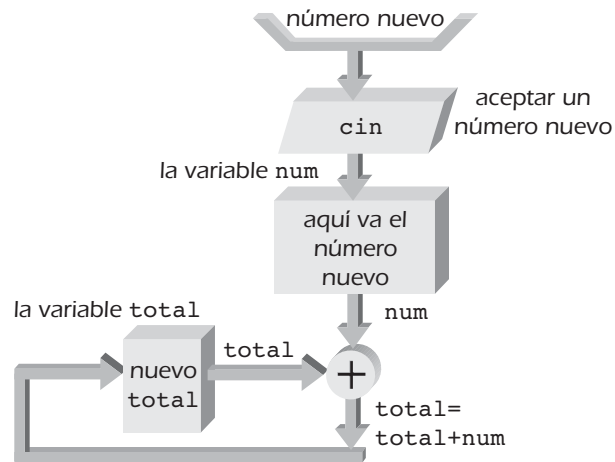 número nuevo
cin
aceptar un
número nuevo
la variable num
aquí va el
número
nuevo
num
la variable total
nuevo
total
total
+
total=
total+num